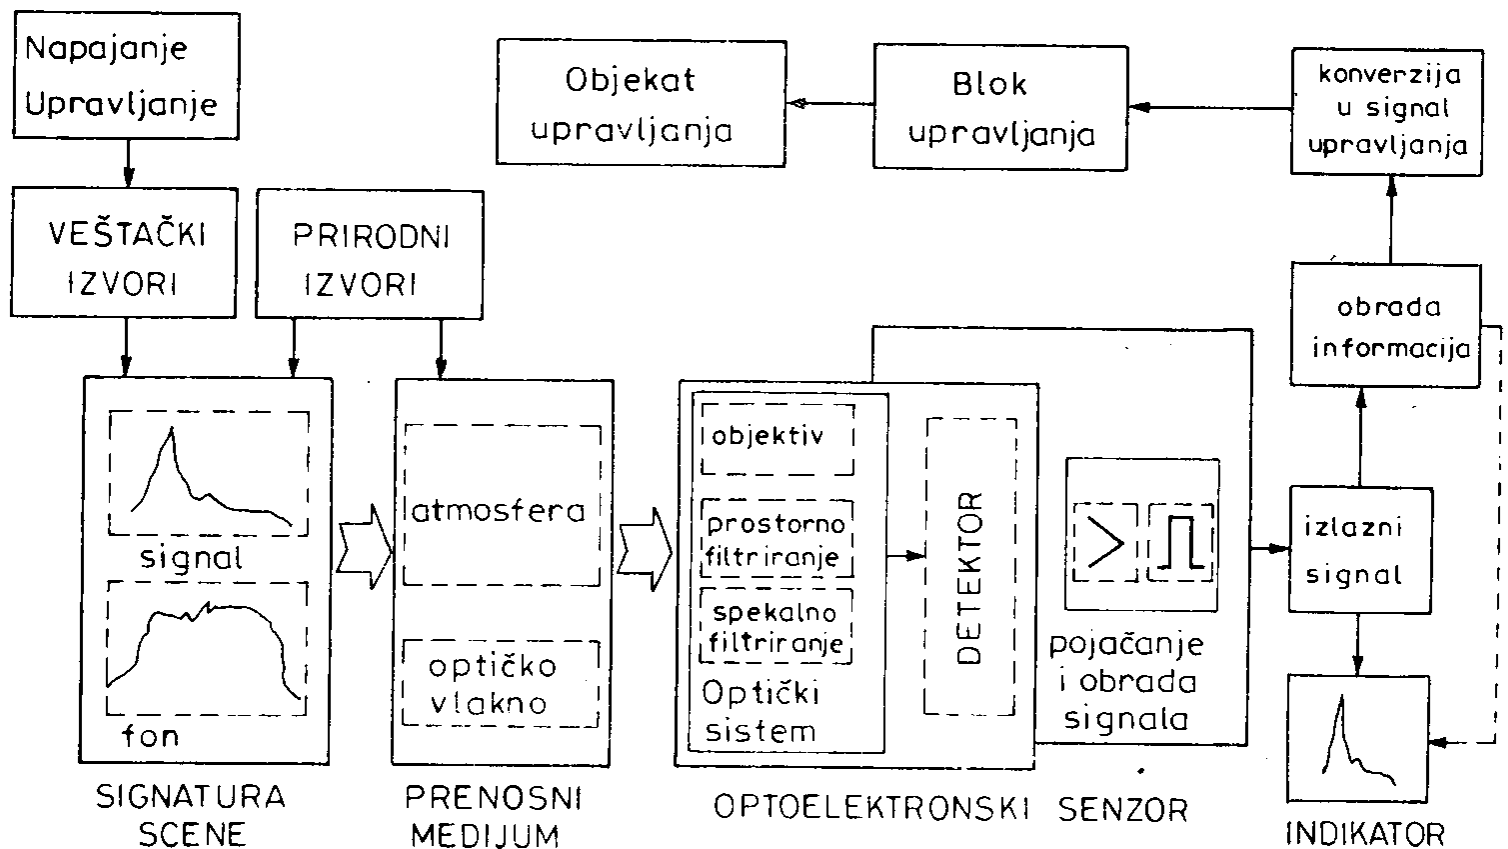 Napajanje
Upravljanje
VEŠTAČKI
IZVORI
PRIRODNI
IZVORI
Objekat
upravljanja
Blok
upravljanja
konverzija
u signal
upravljanja
obrada
informacija
signal
fon
SIGNATURA
SCENE
atmosfera
optičko
vlakno
PRENOSNI
MEDIJUM
objektiv
prostorno
filtriranje
spekalno
filtriranje
Optički
sistem
DETEKTOR
pojačanje
i obrada
signala
OPTOELEKTRONSKI SENZOR
izlazni
signal
INDIKATOR